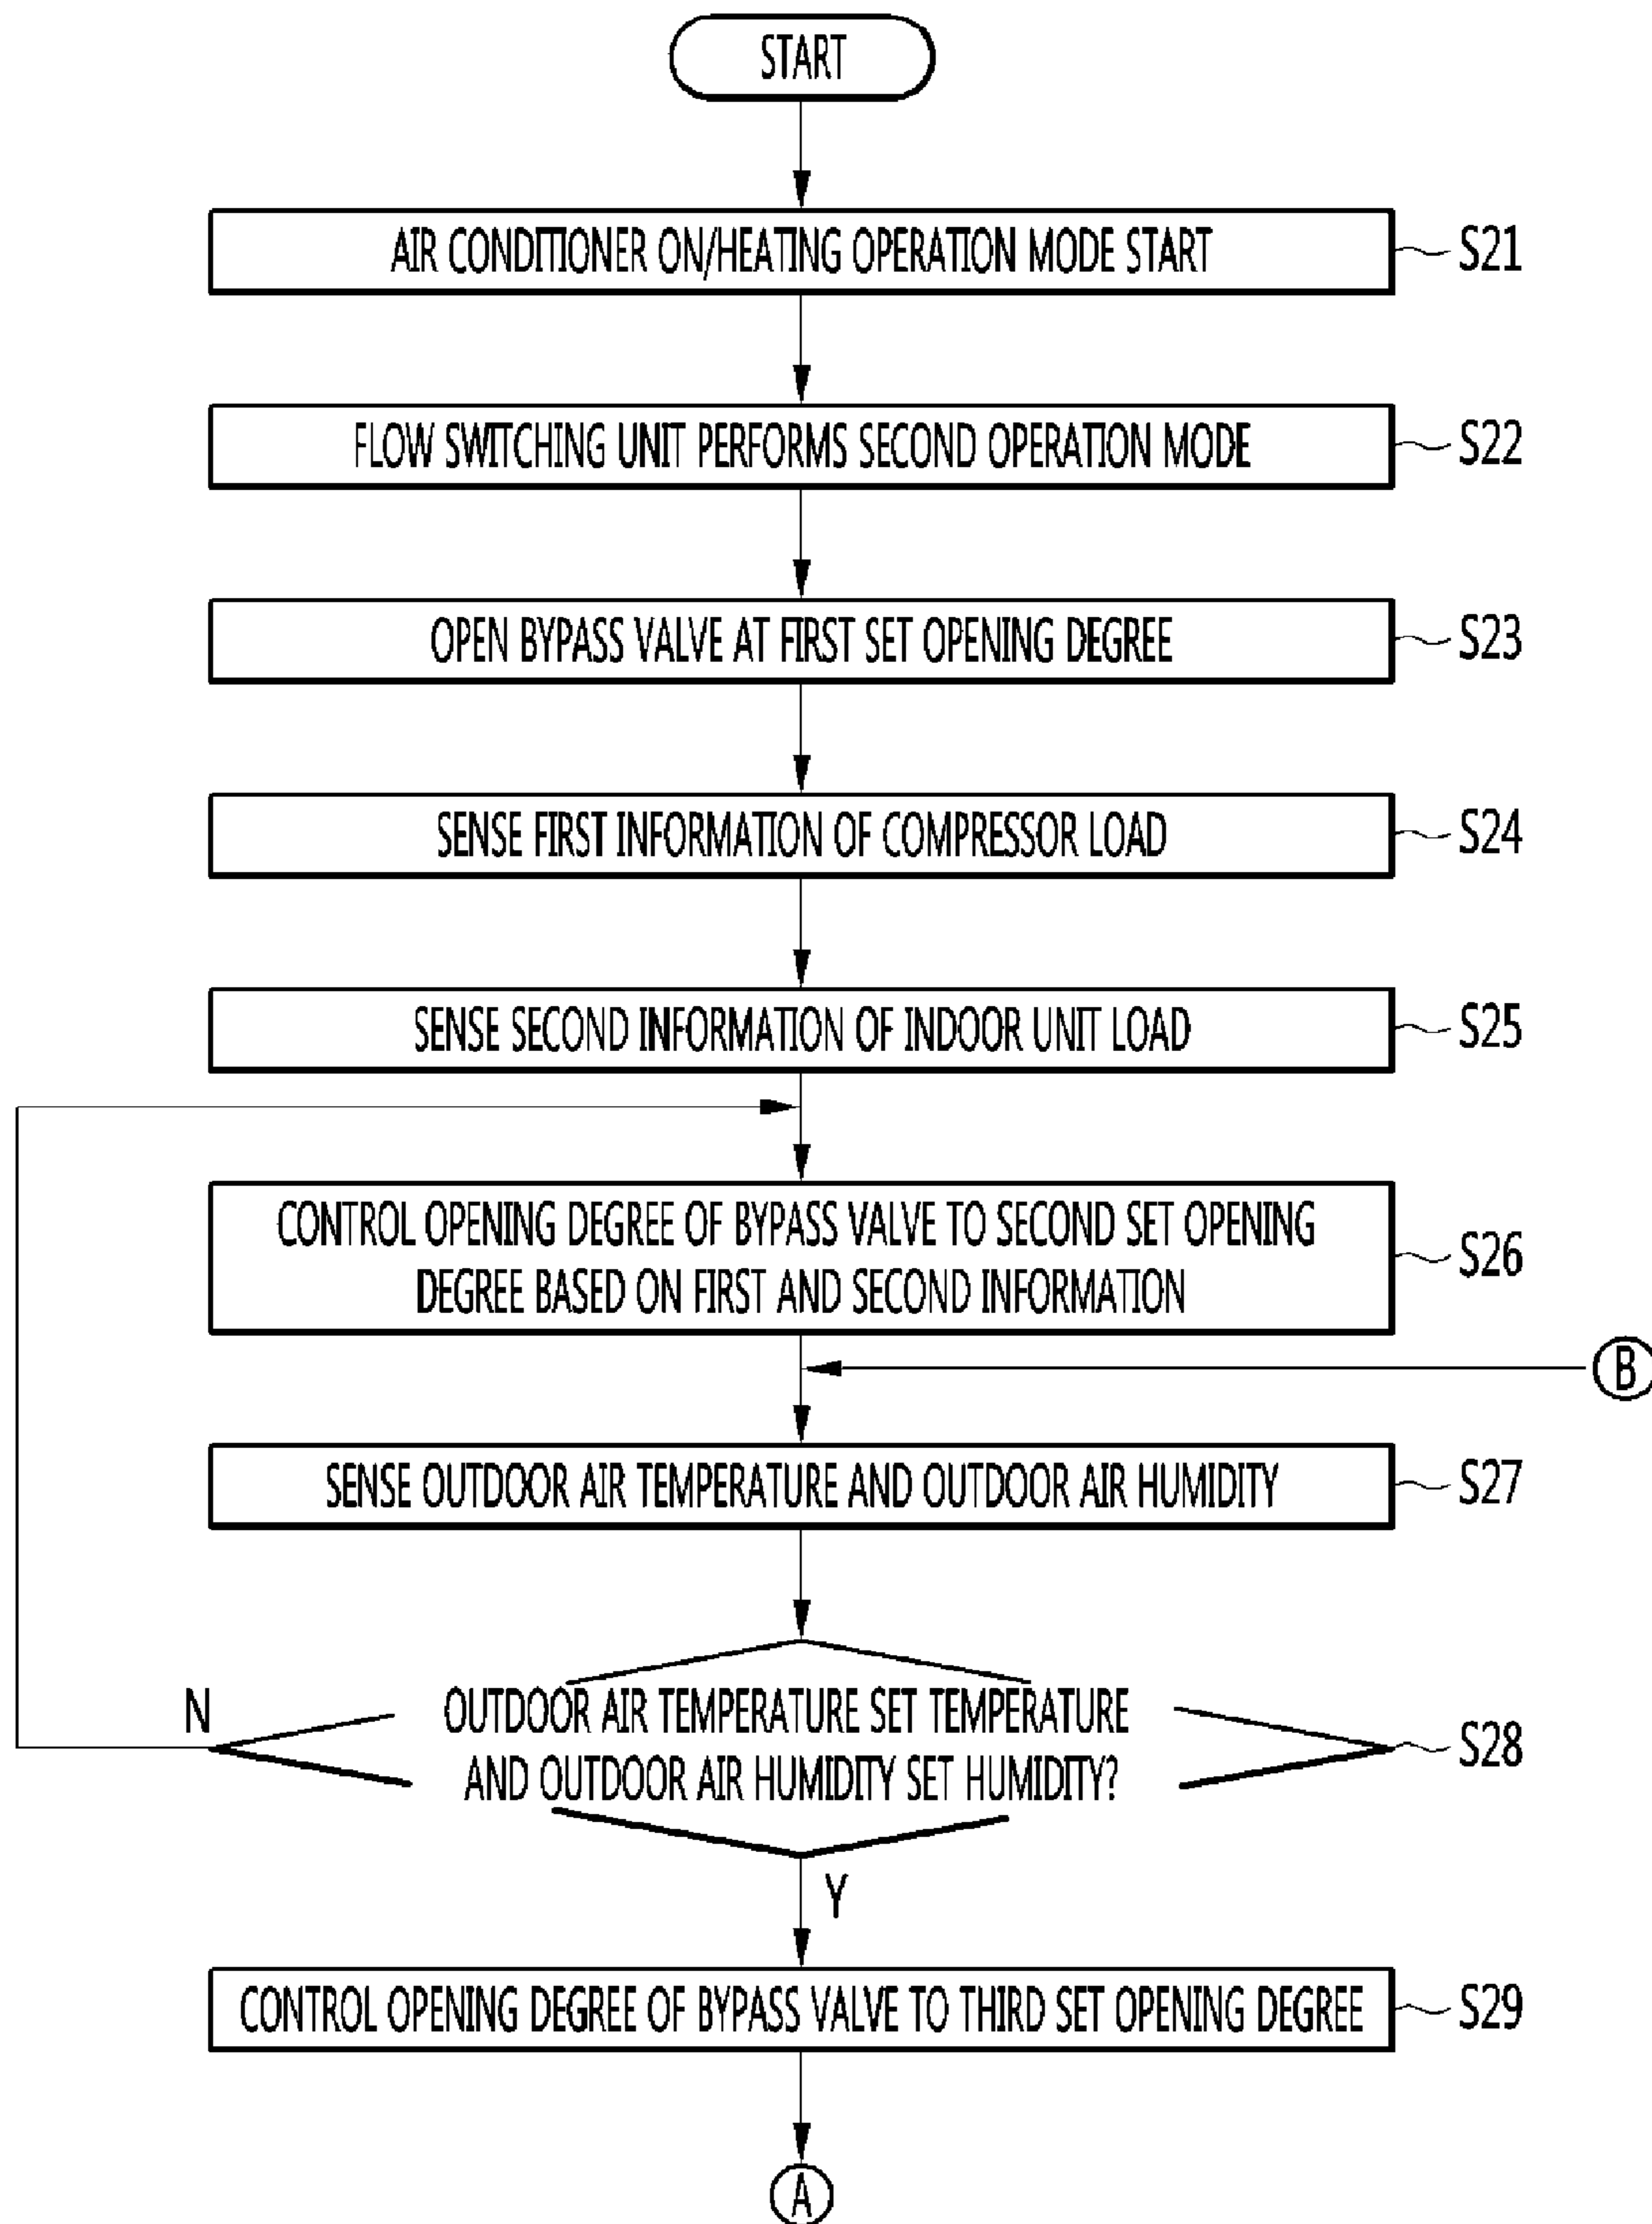 START
AIR CONDITIONER ON/HEATING OPERATION MODE START
S21
FLOW SWITCHING UNIT PERFORMS SECOND OPERATION MODE
S22
OPEN BYPASS VALVE AT FIRST SET OPENING DEGREE
S23
SENSE FIRST INFORMATION OF COMPRESSOR LOAD
S24
SENSE SECOND INFORMATION OF INDOOR UNIT LOAD
S25
CONTROL OPENING DEGREE OF BYPASS VALVE TO SECOND SET OPENING
DEGREE BASED ON FIRST AND SECOND INFORMATION
S26
B
SENSE OUTDOOR AIR TEMPERATURE AND OUTDOOR AIR HUMIDITY
S27
N
OUTDOOR AIR TEMPERATURE SET TEMPERATURE
AND OUTDOOR AIR HUMIDITY SET HUMIDITY?
S28
Y
CONTROL OPENING DEGREE OF BYPASS VALVE TO THIRD SET OPENING DEGREE
S29
A